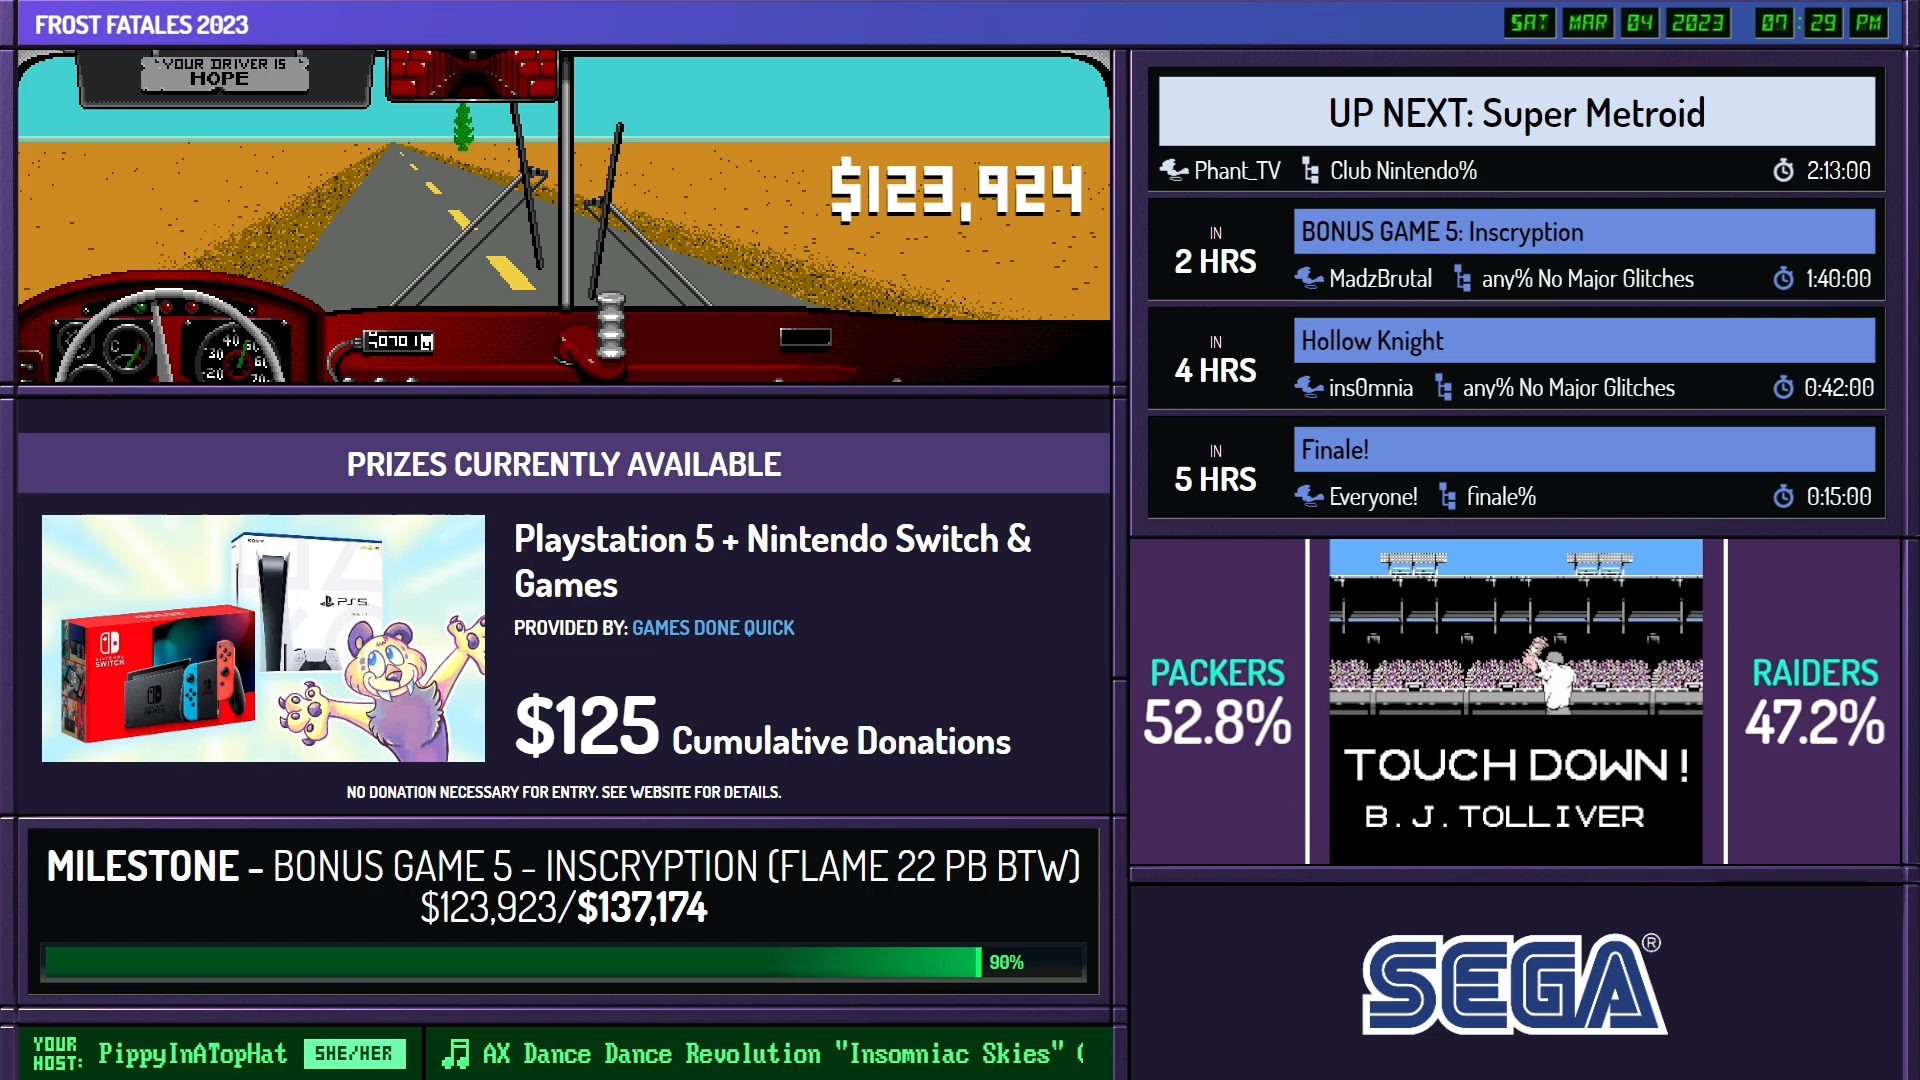 FROST FATALES 2023
SAT MAR 04 2023 07:29 PM
YOUR DRIVER IS
HOPE
$123,924
UP NEXT: Super Metroid
Phant_TV Club Nintendo% 2:13:00
IN
2 HRS
BONUS GAME 5: Inscryption
MadzBrutal any% No Major Glitches 1:40:00
IN
4 HRS
Hollow Knight
ins0mnia any% No Major Glitches 0:42:00
IN
5 HRS
Finale!
Everyone! finale% 0:15:00
PRIZES CURRENTLY AVAILABLE
SONY
PS5
NINTENDO
SWITCH
Playstation 5 + Nintendo Switch &
Games
PROVIDED BY: GAMES DONE QUICK
$125 Cumulative Donations
NO DONATION NECESSARY FOR ENTRY. SEE WEBSITE FOR DETAILS.
PACKERS
52.8%
RAIDERS
47.2%
TOUCH DOWN!
B.J.TOLLIVER
MILESTONE - BONUS GAME 5 - INSCRYPTION (FLAME 22 PB BTW)
$123,923/$137,174
90%
SEGA®
YOUR
HOST: PippyInATopHat SHE/HER
AX Dance Dance Revolution "Insomniac Skies" (